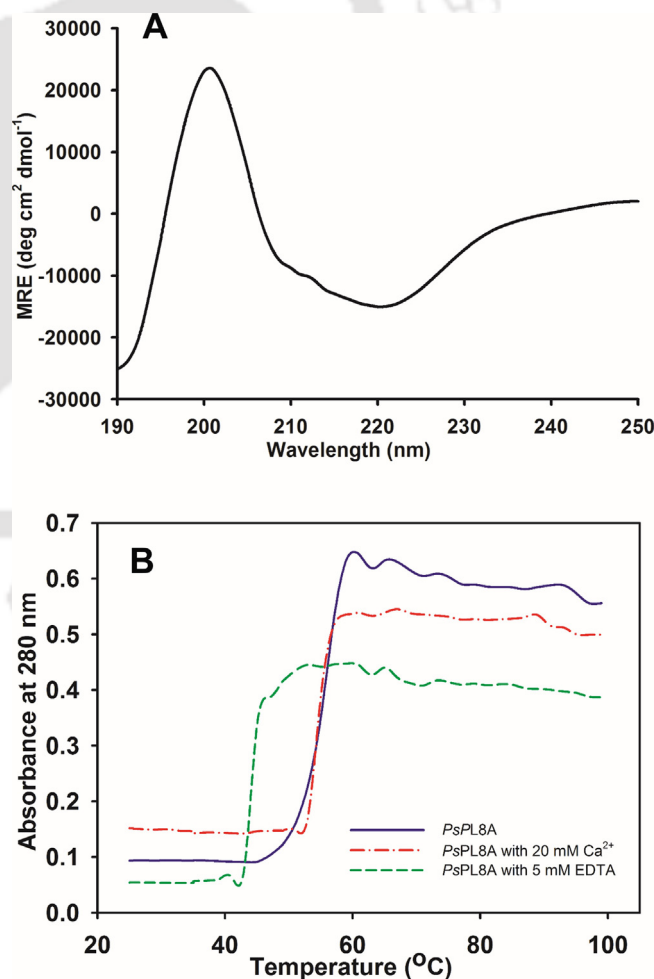 A
30000
20000
10000
0
-10000
-20000
-30000
MRE (deg cm² dmol⁻¹)
190 200 210 220 230 240 250
Wavelength (nm)
B
0.7
0.6
0.5
0.4
0.3
0.2
0.1
0.0
Absorbance at 280 nm
PsPL8A
PsPL8A with 20 mM Ca²⁺
PsPL8A with 5 mM EDTA
20 40 60 80 100
Temperature (⁰C)